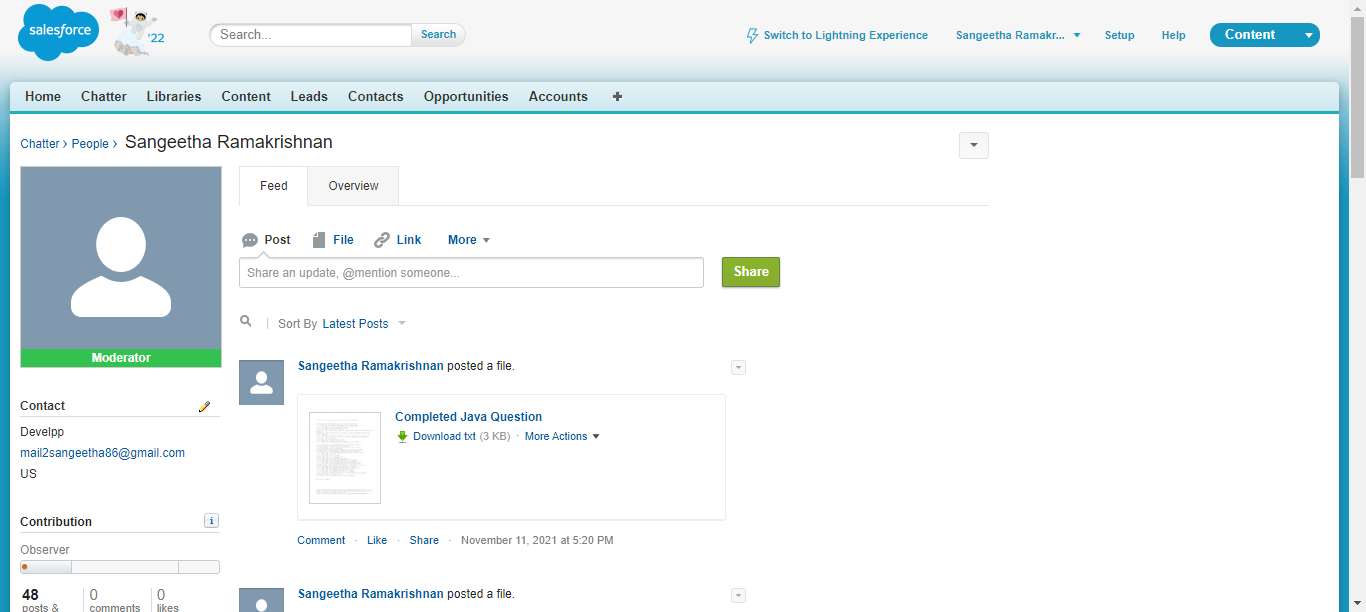 salesforce
'22
Search...
Search
Switch to Lightning Experience
Sangeetha Ramakr...
Setup
Help
Content
Home Chatter Libraries Content Leads Contacts Opportunities Accounts +
Chatter › People › Sangeetha Ramakrishnan
Feed
Overview
Post File Link More
Share an update, @mention someone...
Share
Sort By Latest Posts
Moderator
Contact
Develpp
mail2sangeetha86@gmail.com
US
Contribution
i
Observer
48
posts &
0
comments
0
likes
Sangeetha Ramakrishnan posted a file.
Completed Java Question
Download txt (3 KB) · More Actions
Comment · Like · Share · November 11, 2021 at 5:20 PM
Sangeetha Ramakrishnan posted a file.